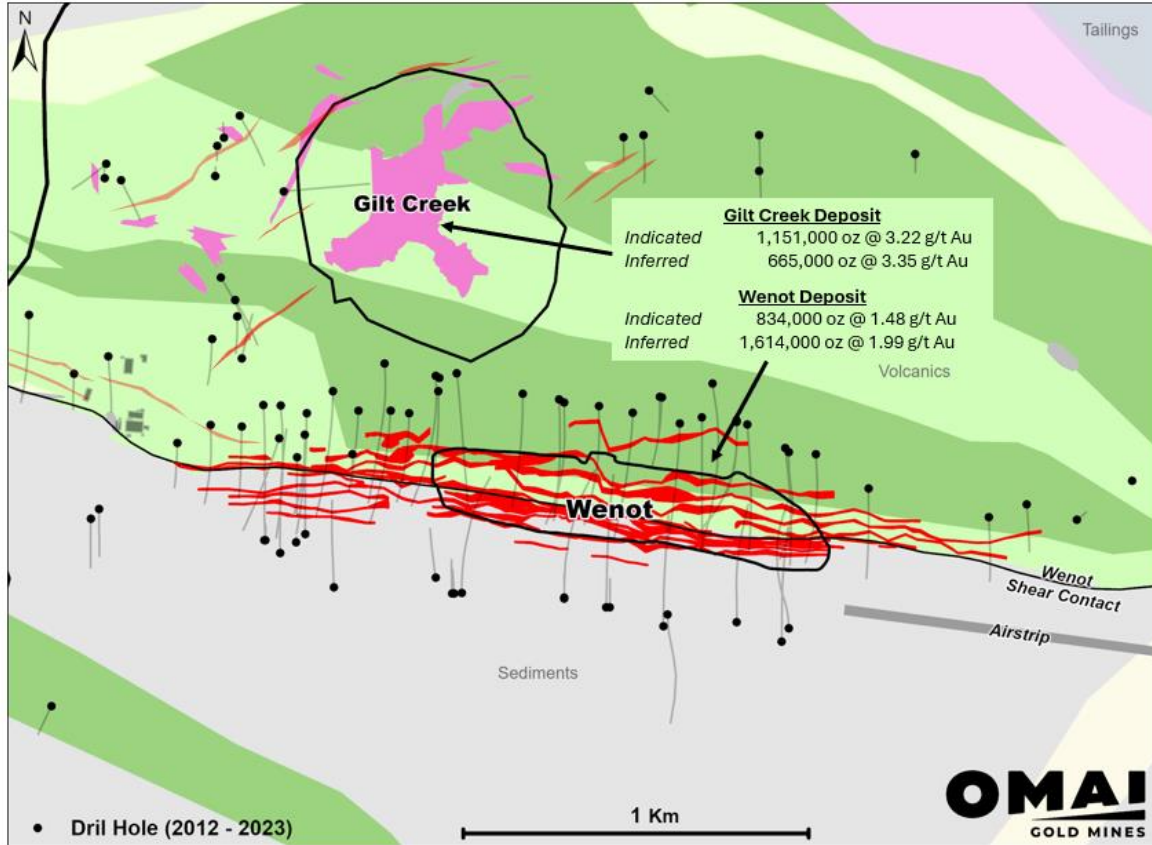 N
Tailings
Gilt Creek
Gilt Creek Deposit
Indicated 1,151,000 oz @ 3.22 g/t Au
Inferred 665,000 oz @ 3.35 g/t Au
Wenot Deposit
Indicated 834,000 oz @ 1.48 g/t Au
Inferred 1,614,000 oz @ 1.99 g/t Au
Volcanics
Wenot
Wenot
Shear Contact
Airstrip
Sediments
Dril Hole (2012 - 2023)
1 Km
OMAI
GOLD MINES